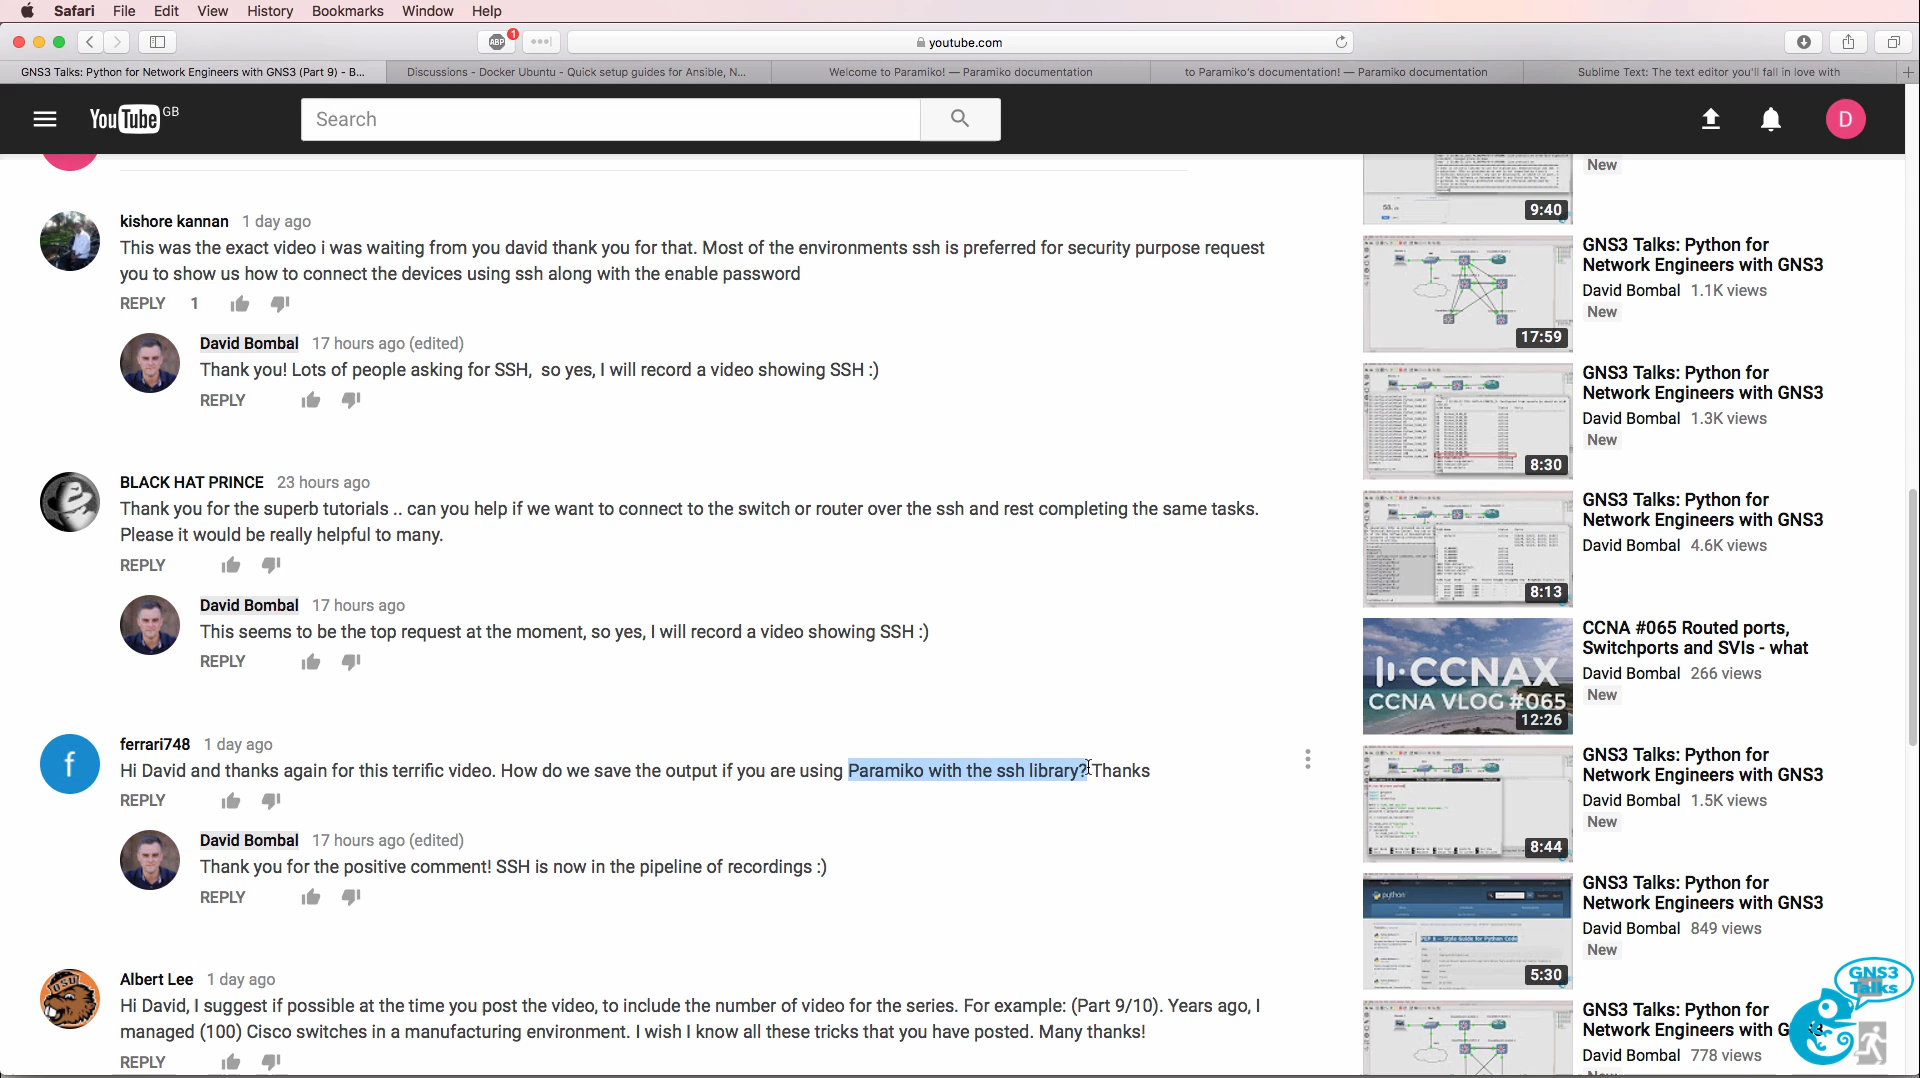 Safari File Edit View History Bookmarks Window Help
ABP 1 youtube.com
GNS3 Talks: Python for Network Engineers with GNS3 (Part 9) - B... Discussions - Docker Ubuntu - Quick setup guides for Ansible, N... Welcome to Paramiko! — Paramiko documentation to Paramiko's documentation! — Paramiko documentation Sublime Text: The text editor you'll fall in love with
YouTube GB Search D
kishore kannan 1 day ago
This was the exact video i was waiting from you david thank you for that. Most of the environments ssh is preferred for security purpose request
you to show us how to connect the devices using ssh along with the enable password
REPLY 1
David Bombal 17 hours ago (edited)
Thank you! Lots of people asking for SSH, so yes, I will record a video showing SSH :)
REPLY
BLACK HAT PRINCE 23 hours ago
Thank you for the superb tutorials .. can you help if we want to connect to the switch or router over the ssh and rest completing the same tasks.
Please it would be really helpful to many.
REPLY
David Bombal 17 hours ago
This seems to be the top request at the moment, so yes, I will record a video showing SSH :)
REPLY
f
ferrari748 1 day ago
Hi David and thanks again for this terrific video. How do we save the output if you are using Paramiko with the ssh library? Thanks
REPLY
David Bombal 17 hours ago (edited)
Thank you for the positive comment! SSH is now in the pipeline of recordings :)
REPLY
OSU
Albert Lee 1 day ago
Hi David, I suggest if possible at the time you post the video, to include the number of video for the series. For example: (Part 9/10). Years ago, I
managed (100) Cisco switches in a manufacturing environment. I wish I know all these tricks that you have posted. Many thanks!
REPLY
9:40
New
17:59
GNS3 Talks: Python for
Network Engineers with GNS3
David Bombal 1.1K views
New
8:30
GNS3 Talks: Python for
Network Engineers with GNS3
David Bombal 1.3K views
New
8:13
GNS3 Talks: Python for
Network Engineers with GNS3
David Bombal 4.6K views
CCNAX
CCNA VLOG #065
12:26
CCNA #065 Routed ports,
Switchports and SVIs - what
David Bombal 266 views
New
8:44
GNS3 Talks: Python for
Network Engineers with GNS3
David Bombal 1.5K views
New
python
PEP 8 -- Style Guide for Python Code
5:30
GNS3 Talks: Python for
Network Engineers with GNS3
David Bombal 849 views
New
GNS3 Talks: Python for
Network Engineers with GNS3
David Bombal 778 views
GNS3
Talks